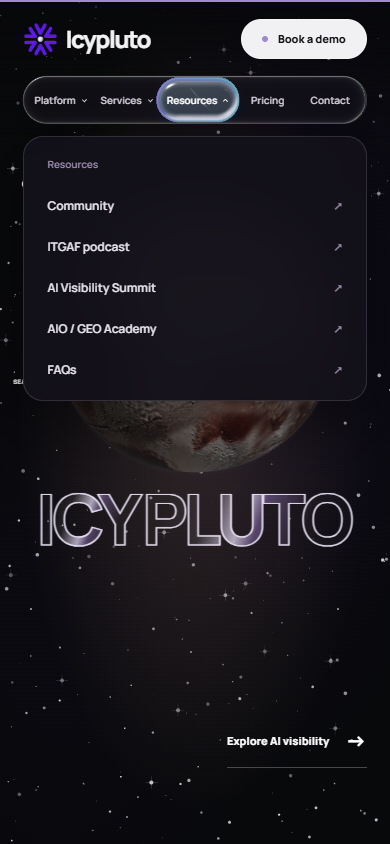 Icypluto
Book a demo
Platform
Services
Resources
Pricing
Contact
Resources
Community
ITGAF podcast
AI Visibility Summit
AIO / GEO Academy
FAQs
ICYPLUTO
Explore AI visibility